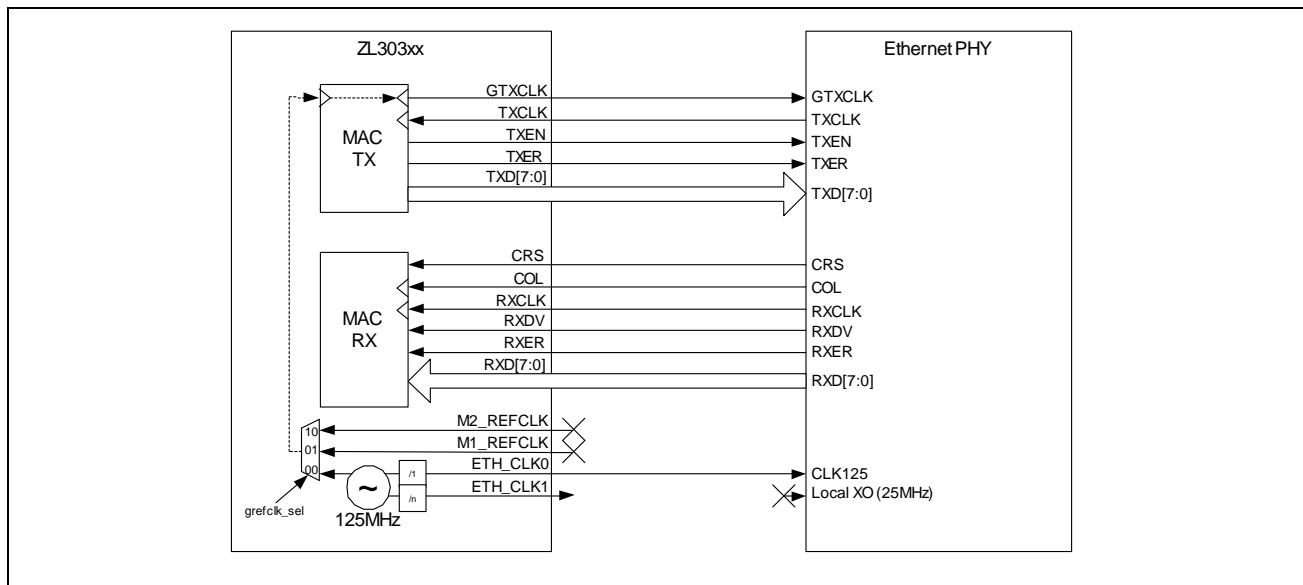 ZL303xx
Ethernet PHY
MAC
TX
GTXCLK
GTXCLK
TXCLK
TXCLK
TXEN
TXEN
TXER
TXER
TXD[7:0]
TXD[7:0]
MAC
RX
CRS
CRS
COL
COL
RXCLK
RXCLK
RXDV
RXDV
RXER
RXER
RXD[7:0]
RXD[7:0]
10
M2_REFCLK
01
M1_REFCLK
00
/1
ETH_CLK0
CLK125
~
/n
ETH_CLK1
Local XO (25MHz)
grefclk_sel
125MHz